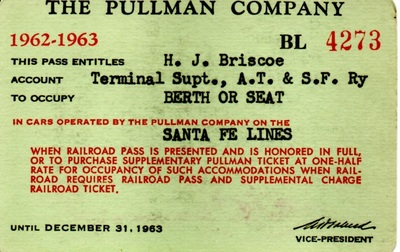 THE PULLMAN COMPANY
1962-1963 BL 4273
THIS PASS ENTITLES H. J. Briscoe
ACCOUNT Terminal Supt., A.T. & S.F. Ry
TO OCCUPY BERTH OR SEAT
IN CARS OPERATED BY THE PULLMAN COMPANY ON THE
SANTA FE LINES
WHEN RAILROAD PASS IS PRESENTED AND IS HONORED IN FULL,
OR TO PURCHASE SUPPLEMENTARY PULLMAN TICKET AT ONE-HALF
RATE FOR OCCUPANCY OF SUCH ACCOMMODATIONS WHEN RAIL-
ROAD REQUIRES RAILROAD PASS AND SUPPLEMENTAL CHARGE
RAILROAD TICKET.
UNTIL DECEMBER 31, 1963
VICE-PRESIDENT